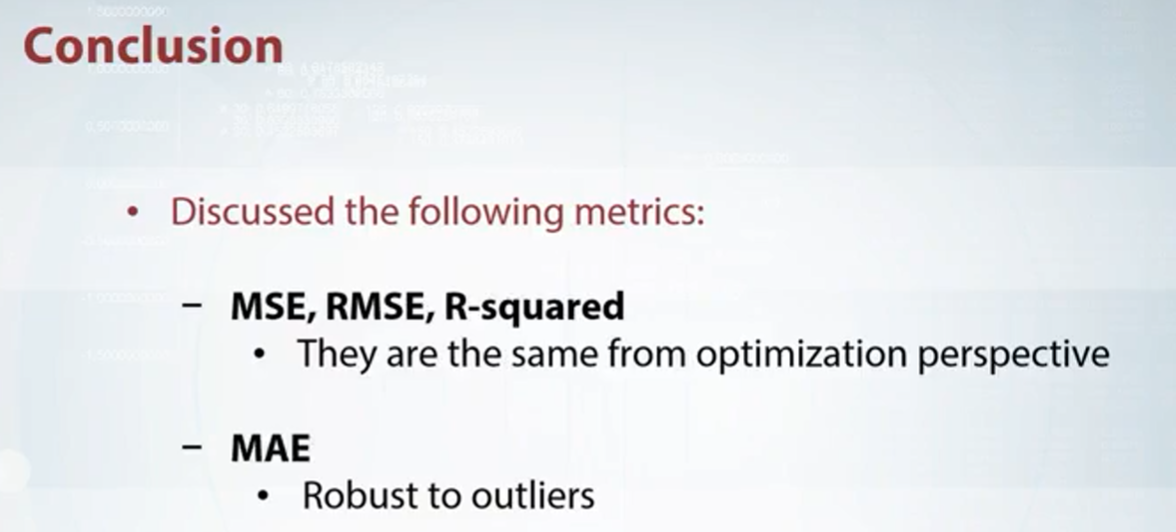 Conclusion
• Discussed the following metrics:
– MSE, RMSE, R-squared
• They are the same from optimization perspective
– MAE
• Robust to outliers